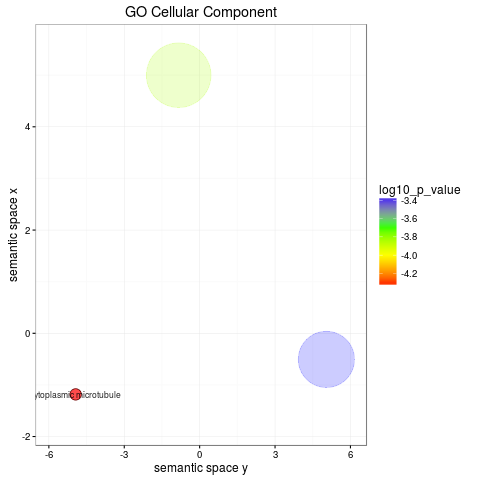 GO Cellular Component
semantic space x
4
2
0
-2
ytoplasmic microtubule
-6
-3
0
3
6
semantic space y
log10_p_value
-3.4
-3.6
-3.8
-4.0
-4.2